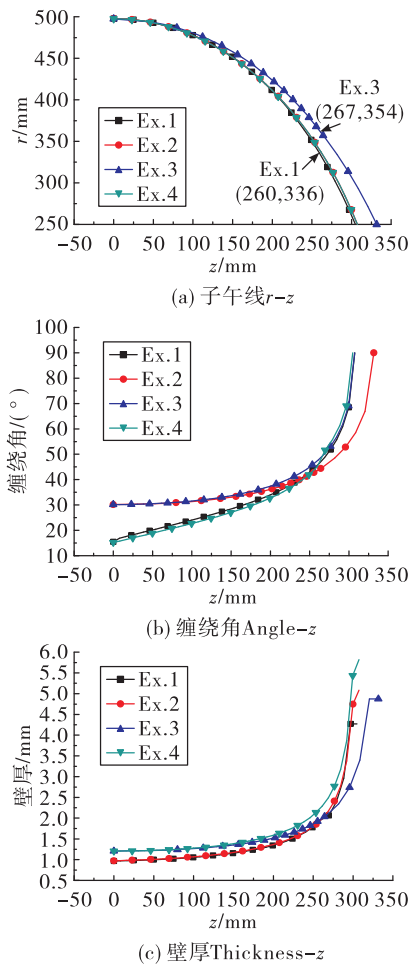 500
450
400
350
300
250
r/mm
Ex.1
Ex.2
Ex.3
Ex.4
Ex.3
(267,354)
Ex.1
(260,336)
-50 0 50 100 150 200 250 300 350
z/mm
(a) 子午线r-z
100
90
80
70
60
50
40
30
20
10
缠绕角/(°)
Ex.1
Ex.2
Ex.3
Ex.4
-50 0 50 100 150 200 250 300 350
z/mm
(b) 缠绕角Angle-z
6.0
5.5
5.0
4.5
4.0
3.5
3.0
2.5
2.0
1.5
1.0
0.5
壁厚/mm
Ex.1
Ex.2
Ex.3
Ex.4
-50 0 50 100 150 200 250 300 350
z/mm
(c) 壁厚Thickness-z